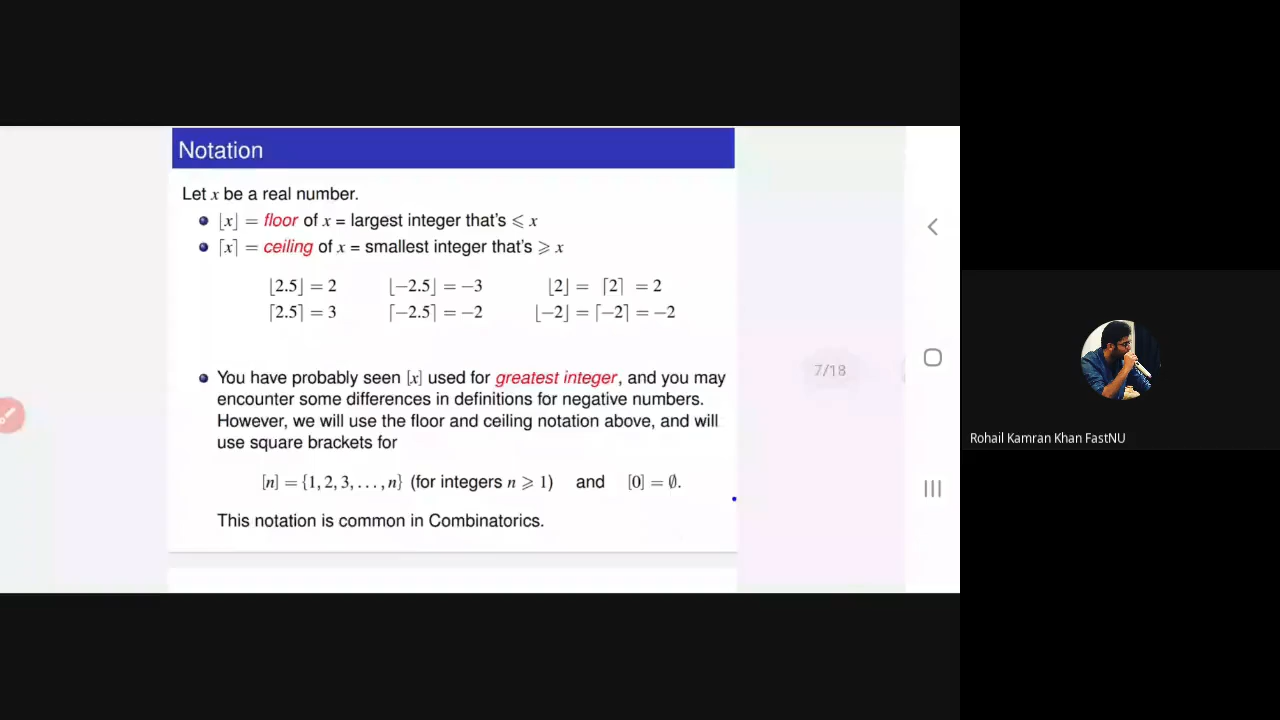 Notation
Let x be a real number.
⌊x⌋ = floor of x = largest integer that's ⩽ x
⌈x⌉ = ceiling of x = smallest integer that's ⩾ x
⌊2.5⌋ = 2 ⌊−2.5⌋ = −3 ⌊2⌋ = ⌈2⌉ = 2
⌈2.5⌉ = 3 ⌈−2.5⌉ = −2 ⌊−2⌋ = ⌈−2⌉ = −2
You have probably seen [x] used for greatest integer, and you may
encounter some differences in definitions for negative numbers.
However, we will use the floor and ceiling notation above, and will
use square brackets for
[n] = {1, 2, 3, . . . , n} (for integers n ⩾ 1) and [0] = ∅.
This notation is common in Combinatorics.
7/18
Rohail Kamran Khan FastNU